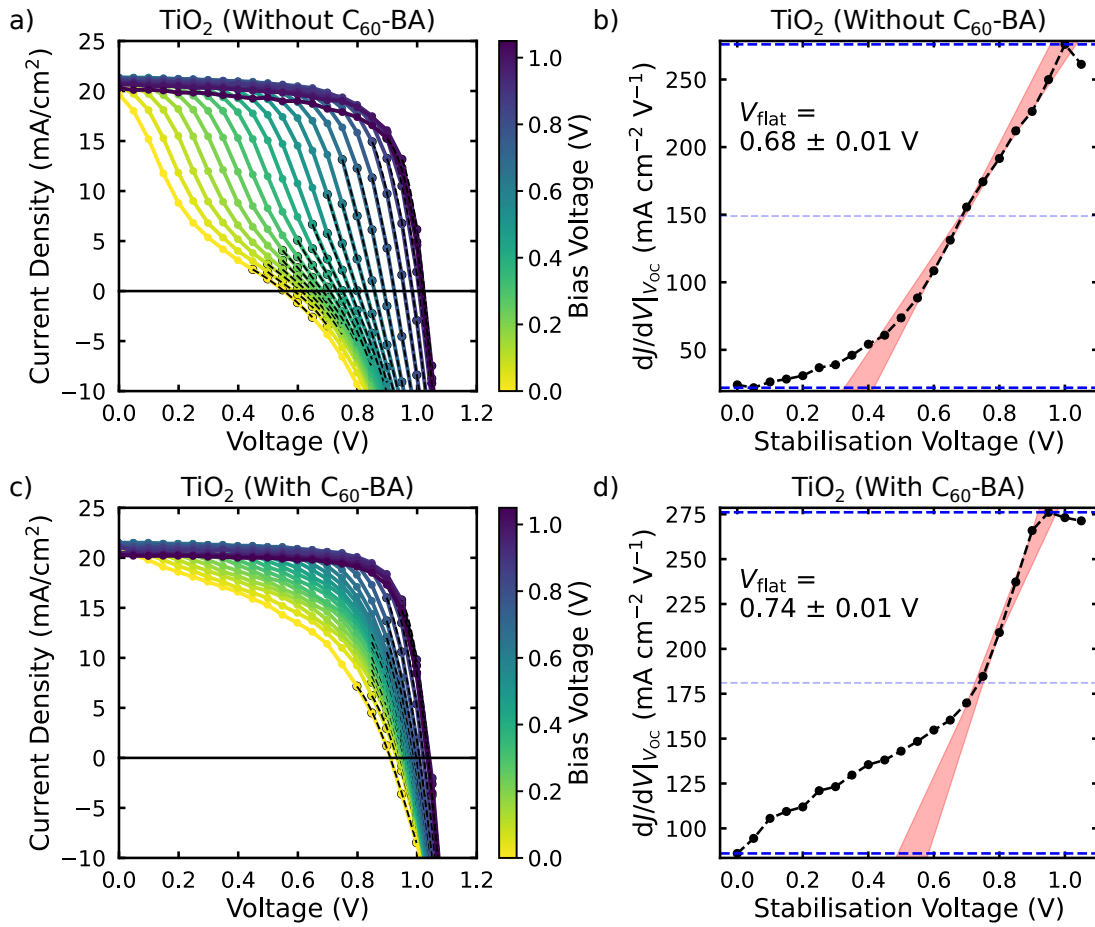 a)
TiO₂ (Without C₆₀-BA)
25
20
15
10
5
0
−5
−10
Current Density (mA/cm²)
0.0 0.2 0.4 0.6 0.8 1.0 1.2
Voltage (V)
1.0
0.8
0.6
0.4
0.2
0.0
Bias Voltage (V)
b)
TiO₂ (Without C₆₀-BA)
V_flat =
0.68 ± 0.01 V
250
200
150
100
50
dJ/dV|V_OC (mA cm⁻² V⁻¹)
0.0 0.2 0.4 0.6 0.8 1.0
Stabilisation Voltage (V)
c)
TiO₂ (With C₆₀-BA)
25
20
15
10
5
0
−5
−10
Current Density (mA/cm²)
0.0 0.2 0.4 0.6 0.8 1.0 1.2
Voltage (V)
1.0
0.8
0.6
0.4
0.2
0.0
Bias Voltage (V)
d)
TiO₂ (With C₆₀-BA)
V_flat =
0.74 ± 0.01 V
275
250
225
200
175
150
125
100
dJ/dV|V_OC (mA cm⁻² V⁻¹)
0.0 0.2 0.4 0.6 0.8 1.0
Stabilisation Voltage (V)